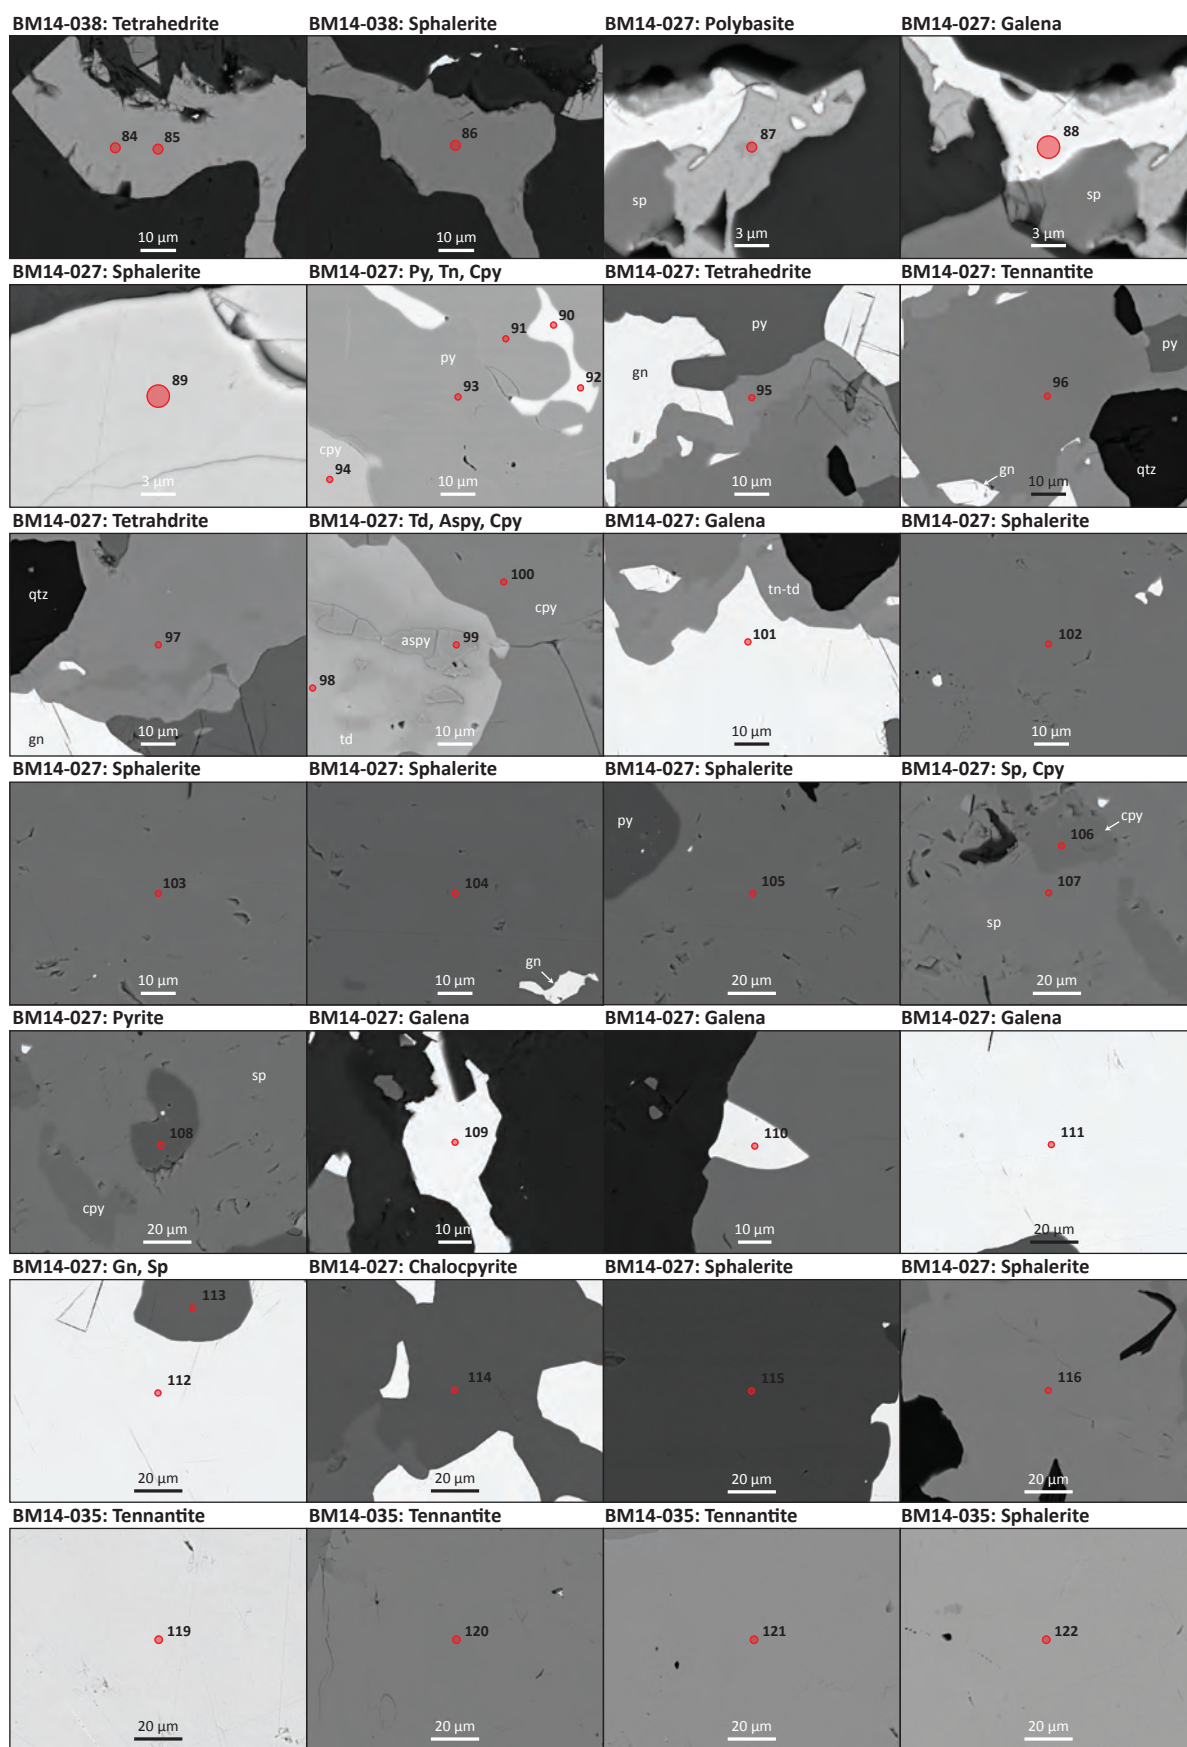 BM14-038: Tetrahedrite
BM14-038: Sphalerite
BM14-027: Polybasite
BM14-027: Galena
84
85
10 µm
86
10 µm
87
sp
3 µm
88
sp
3 µm
BM14-027: Sphalerite
BM14-027: Py, Tn, Cpy
BM14-027: Tetrahedrite
BM14-027: Tennantite
89
3 µm
90
91
py
92
93
cpy
94
10 µm
py
gn
95
10 µm
py
96
gn
10 µm
qtz
BM14-027: Tetrahdrite
BM14-027: Td, Aspy, Cpy
BM14-027: Galena
BM14-027: Sphalerite
qtz
97
10 µm
gn
100
cpy
aspy
99
98
10 µm
td
tn-td
101
10 µm
102
10 µm
BM14-027: Sphalerite
BM14-027: Sphalerite
BM14-027: Sphalerite
BM14-027: Sp, Cpy
103
10 µm
104
gn
10 µm
py
105
20 µm
cpy
106
107
sp
20 µm
BM14-027: Pyrite
BM14-027: Galena
BM14-027: Galena
BM14-027: Galena
sp
108
cpy
20 µm
109
10 µm
110
10 µm
111
20 µm
BM14-027: Gn, Sp
BM14-027: Chalocpyrite
BM14-027: Sphalerite
BM14-027: Sphalerite
113
112
20 µm
114
20 µm
115
20 µm
116
20 µm
BM14-035: Tennantite
BM14-035: Tennantite
BM14-035: Tennantite
BM14-035: Sphalerite
119
20 µm
120
20 µm
121
20 µm
122
20 µm